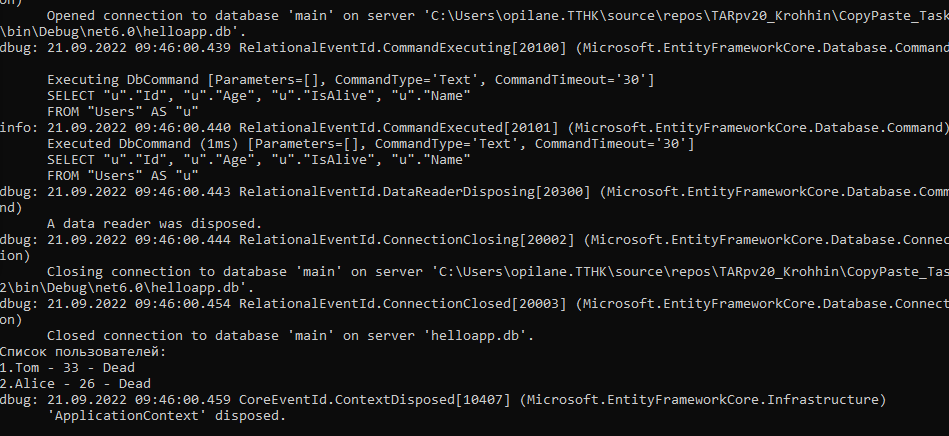 on)
Opened connection to database 'main' on server 'C:\Users\opilane.TTHK\source\repos\TARpv20_Krohhin\CopyPaste_Task
\bin\Debug\net6.0\helloapp.db'.
dbug: 21.09.2022 09:46:00.439 RelationalEventId.CommandExecuting[20100] (Microsoft.EntityFrameworkCore.Database.Command)
Executing DbCommand [Parameters=[], CommandType='Text', CommandTimeout='30']
SELECT "u"."Id", "u"."Age", "u"."IsAlive", "u"."Name"
FROM "Users" AS "u"
info: 21.09.2022 09:46:00.440 RelationalEventId.CommandExecuted[20101] (Microsoft.EntityFrameworkCore.Database.Command)
Executed DbCommand (1ms) [Parameters=[], CommandType='Text', CommandTimeout='30']
SELECT "u"."Id", "u"."Age", "u"."IsAlive", "u"."Name"
FROM "Users" AS "u"
dbug: 21.09.2022 09:46:00.443 RelationalEventId.DataReaderDisposing[20300] (Microsoft.EntityFrameworkCore.Database.Comm
nd)
A data reader was disposed.
dbug: 21.09.2022 09:46:00.444 RelationalEventId.ConnectionClosing[20002] (Microsoft.EntityFrameworkCore.Database.Connec
ion)
Closing connection to database 'main' on server 'C:\Users\opilane.TTHK\source\repos\TARpv20_Krohhin\CopyPaste_Tas
2\bin\Debug\net6.0\helloapp.db'.
dbug: 21.09.2022 09:46:00.454 RelationalEventId.ConnectionClosed[20003] (Microsoft.EntityFrameworkCore.Database.Connect
on)
Closed connection to database 'main' on server 'helloapp.db'.
Список пользователей:
1.Tom - 33 - Dead
2.Alice - 26 - Dead
dbug: 21.09.2022 09:46:00.459 CoreEventId.ContextDisposed[10407] (Microsoft.EntityFrameworkCore.Infrastructure)
'ApplicationContext' disposed.